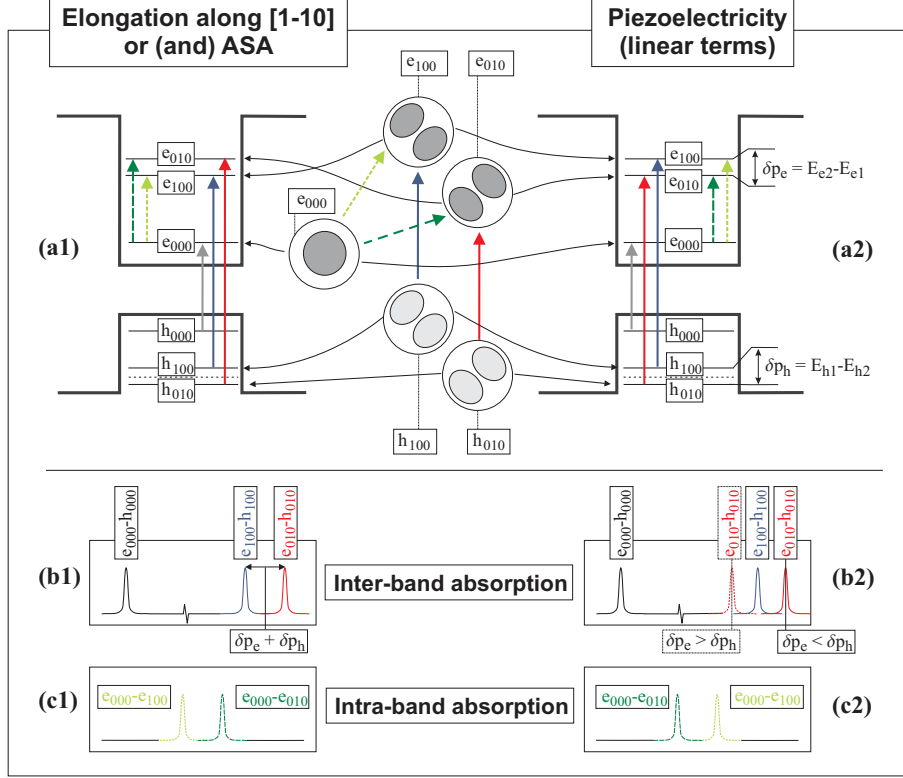 Elongation along [1-10]
or (and) ASA
Piezoelectricity
(linear terms)
e100
e010
e010
e100
e000
e000
(a1)
e100
e010
e000
δpe = Ee2-Ee1
(a2)
h000
h100
h010
h000
h100
h010
δph = Eh1-Eh2
h100
h010
e000-h000
e100-h100
e010-h010
e000-h000
e010-h010
e100-h100
e010-h010
(b1)
Inter-band absorption
(b2)
δpe + δph
δpe > δph
δpe < δph
(c1)
e000-e100
e000-e010
Intra-band absorption
e000-e010
e000-e100
(c2)